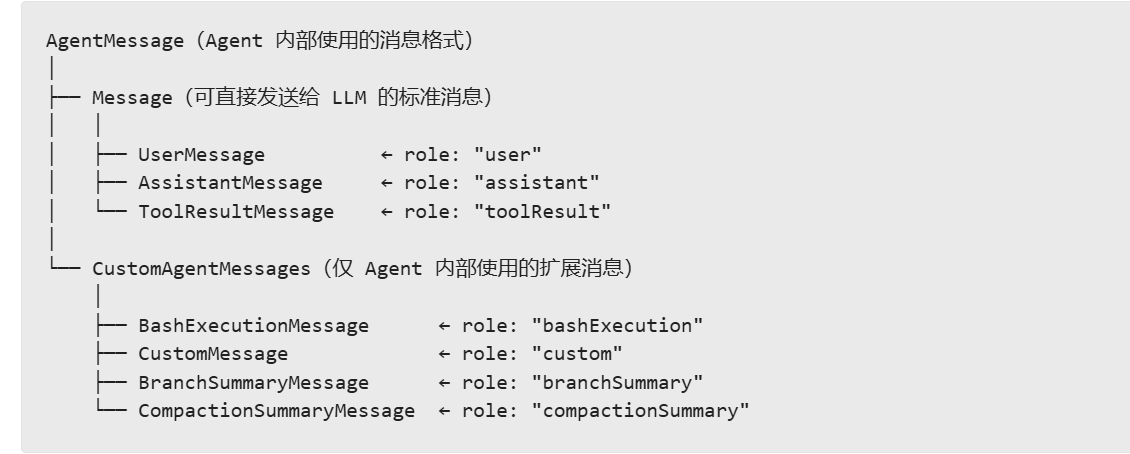 AgentMessage（Agent 内部使用的消息格式）
│
├── Message（可直接发送给 LLM 的标准消息）
│   │
│   ├── UserMessage          ← role: "user"
│   ├── AssistantMessage     ← role: "assistant"
│   └── ToolResultMessage    ← role: "toolResult"
│
└── CustomAgentMessages（仅 Agent 内部使用的扩展消息）
    │
    ├── BashExecutionMessage      ← role: "bashExecution"
    ├── CustomMessage             ← role: "custom"
    ├── BranchSummaryMessage      ← role: "branchSummary"
    └── CompactionSummaryMessage  ← role: "compactionSummary"